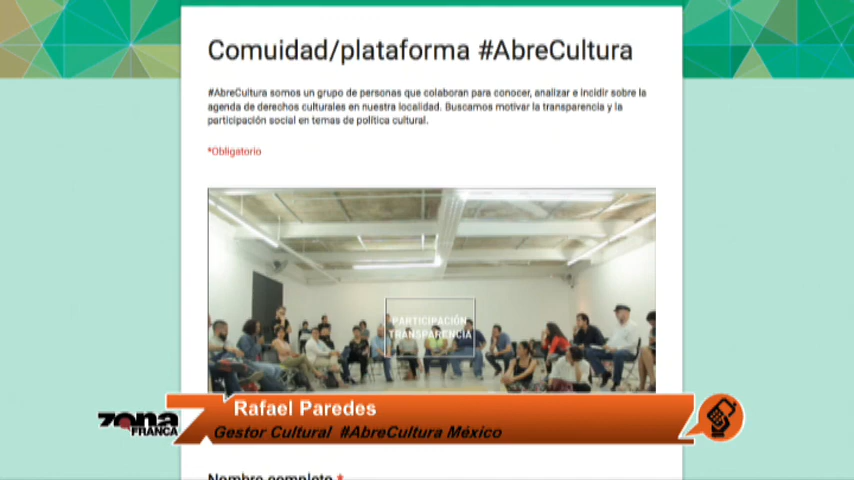 Comuidad/plataforma #AbreCultura
#AbreCultura somos un grupo de personas que colaboran para conocer, analizar e incidir sobre la
agenda de derechos culturales en nuestra localidad. Buscamos motivar la transparencia y la
participación social en temas de política cultural.
*Obligatorio
PARTICIPACIÓN
TRANSPARENCIA
Rafael Paredes
zona
FRANCA
Gestor Cultural #AbreCultura México
Nombre completo *